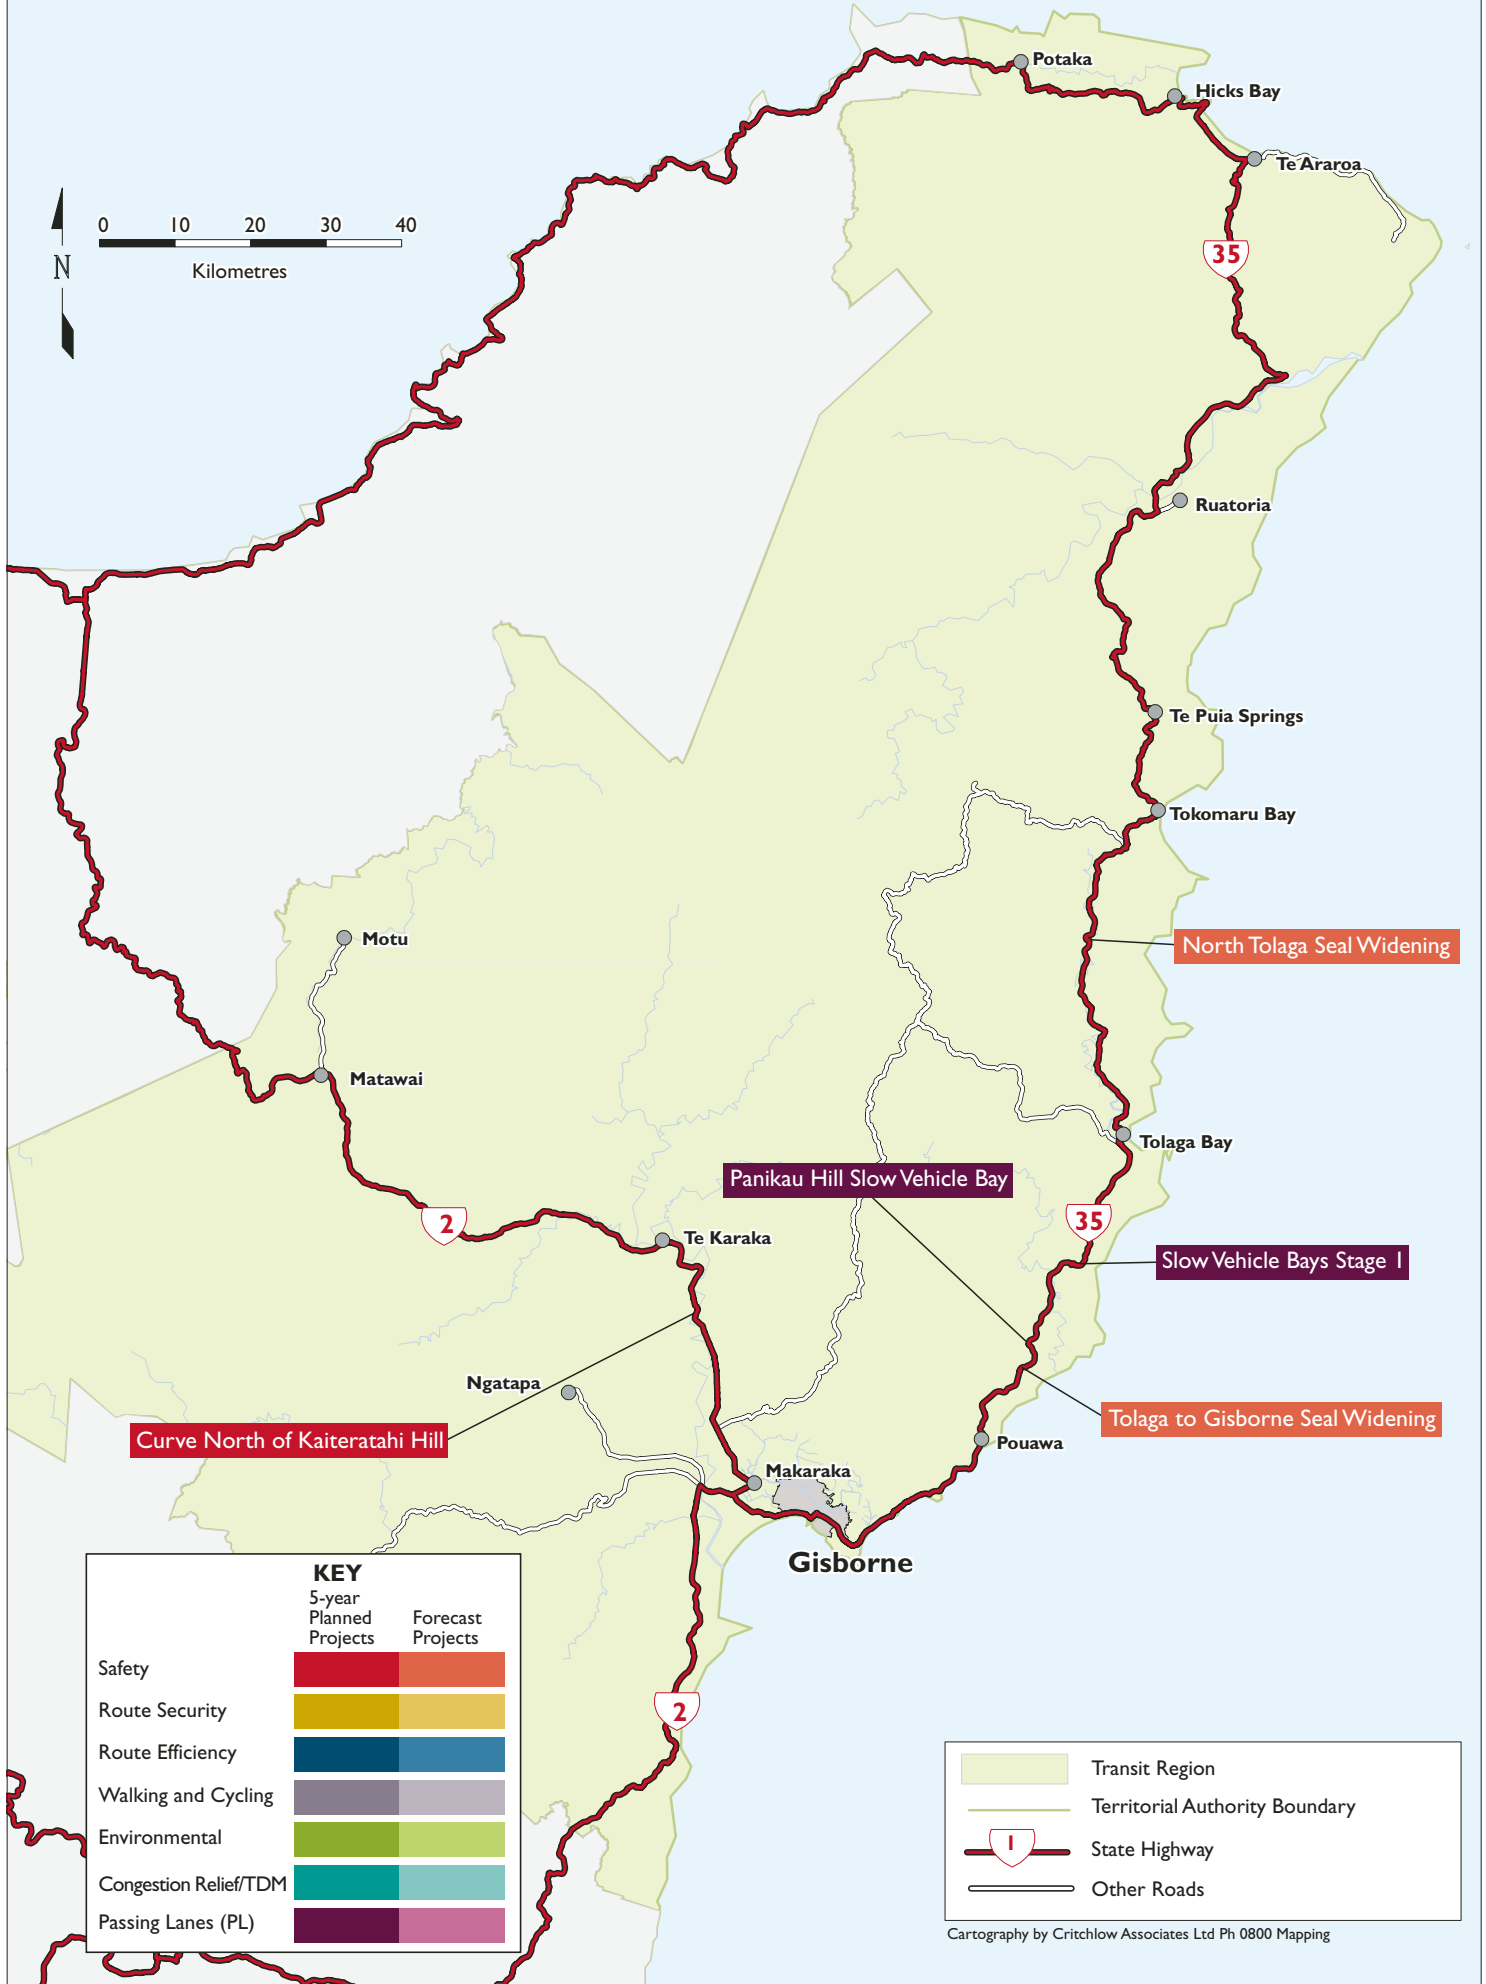 Potaka
Hicks Bay
Te Araroa
0 10 20 30 40
Kilometres
N
35
Ruatoria
Te Puia Springs
Tokomaru Bay
Motu
North Tolaga Seal Widening
Matawai
Tolaga Bay
Panikau Hill Slow Vehicle Bay
2
35
Te Karaka
Slow Vehicle Bays Stage 1
Ngatapa
Tolaga to Gisborne Seal Widening
Curve North of Kaiteratahi Hill
Pouawa
Makaraka
Gisborne
KEY
5-year
Planned
Projects
Forecast
Projects
Safety
Route Security
Route Efficiency
Walking and Cycling
Environmental
Congestion Relief/TDM
Passing Lanes (PL)
2
Transit Region
Territorial Authority Boundary
1
State Highway
Other Roads
Cartography by Critchlow Associates Ltd Ph 0800 Mapping